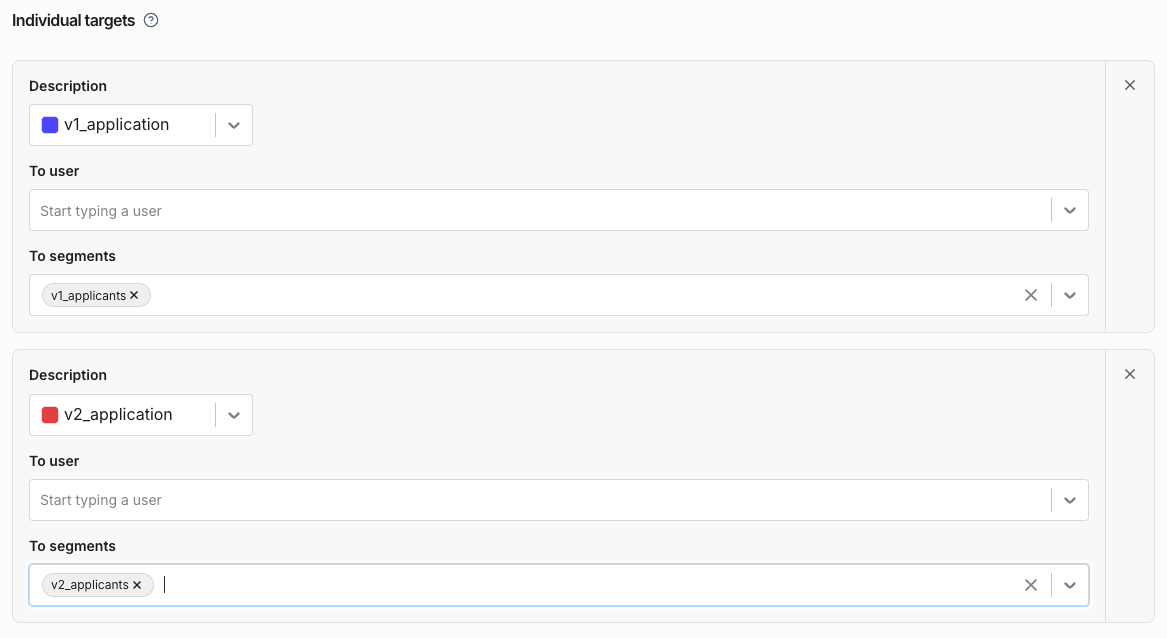 Individual targets
Description
v1_application
To user
Start typing a user
To segments
v1_applicants
Description
v2_application
To user
Start typing a user
To segments
v2_applicants